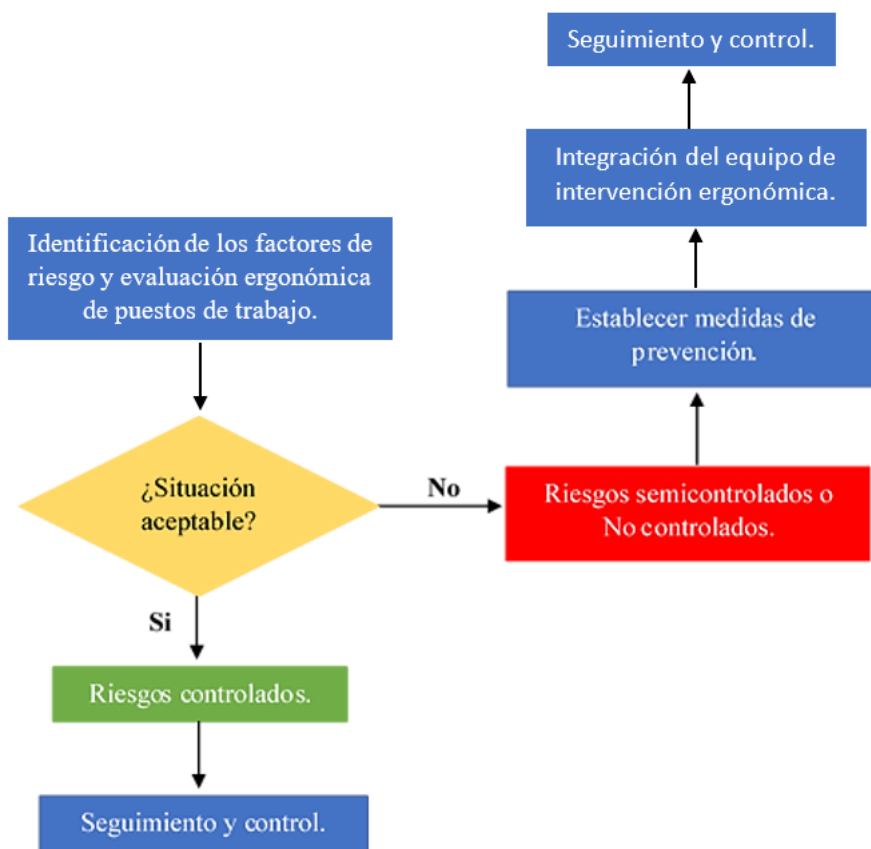 Seguimiento y control.
Integración del equipo de
intervención ergonómica.
Identificación de los factores de
riesgo y evaluación ergonómica
de puestos de trabajo.
Establecer medidas de
prevención.
¿Situación
aceptable?
No
Riesgos semicontrolados o
No controlados.
Si
Riesgos controlados.
Seguimiento y control.